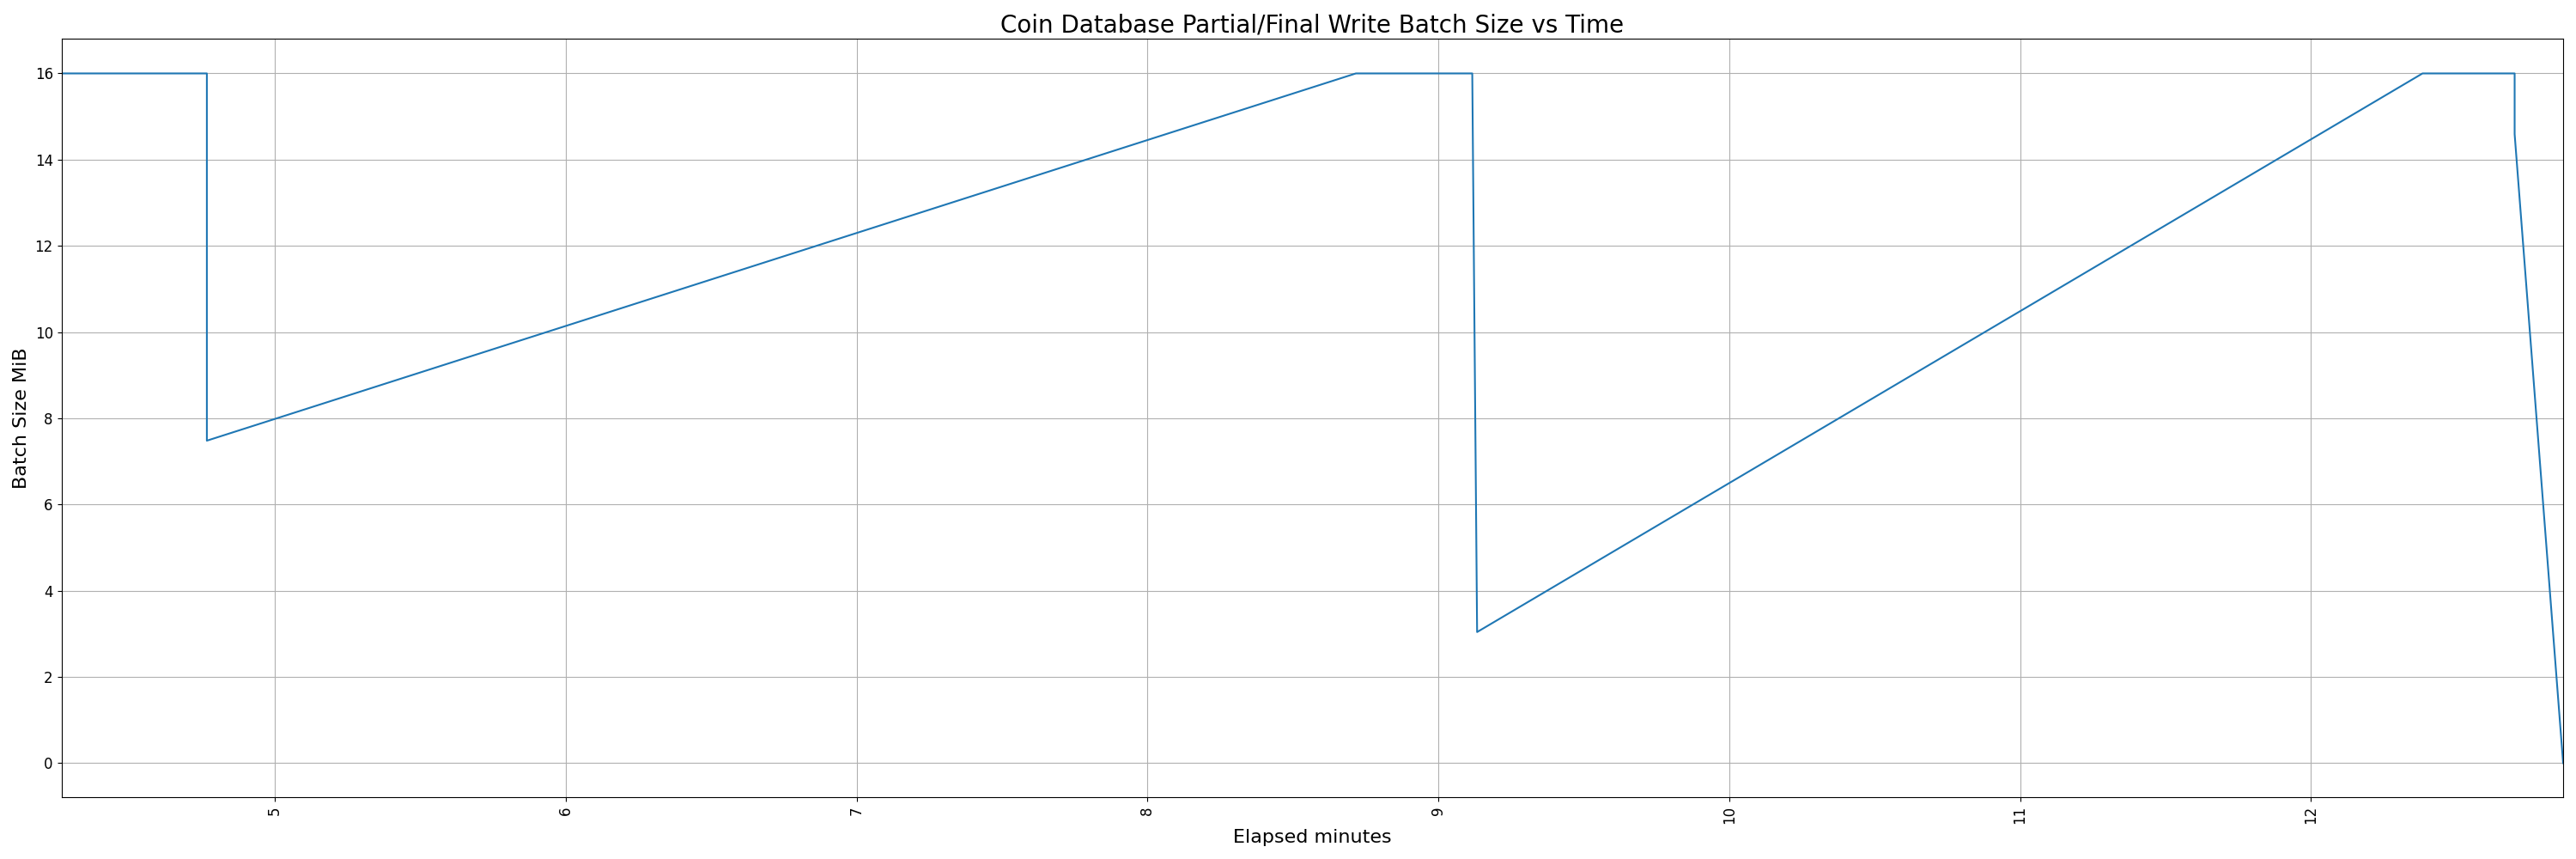 Coin Database Partial/Final Write Batch Size vs Time
Batch Size MiB
16
14
12
10
8
6
4
2
0
5 6 7 8 9 10 11 12
Elapsed minutes